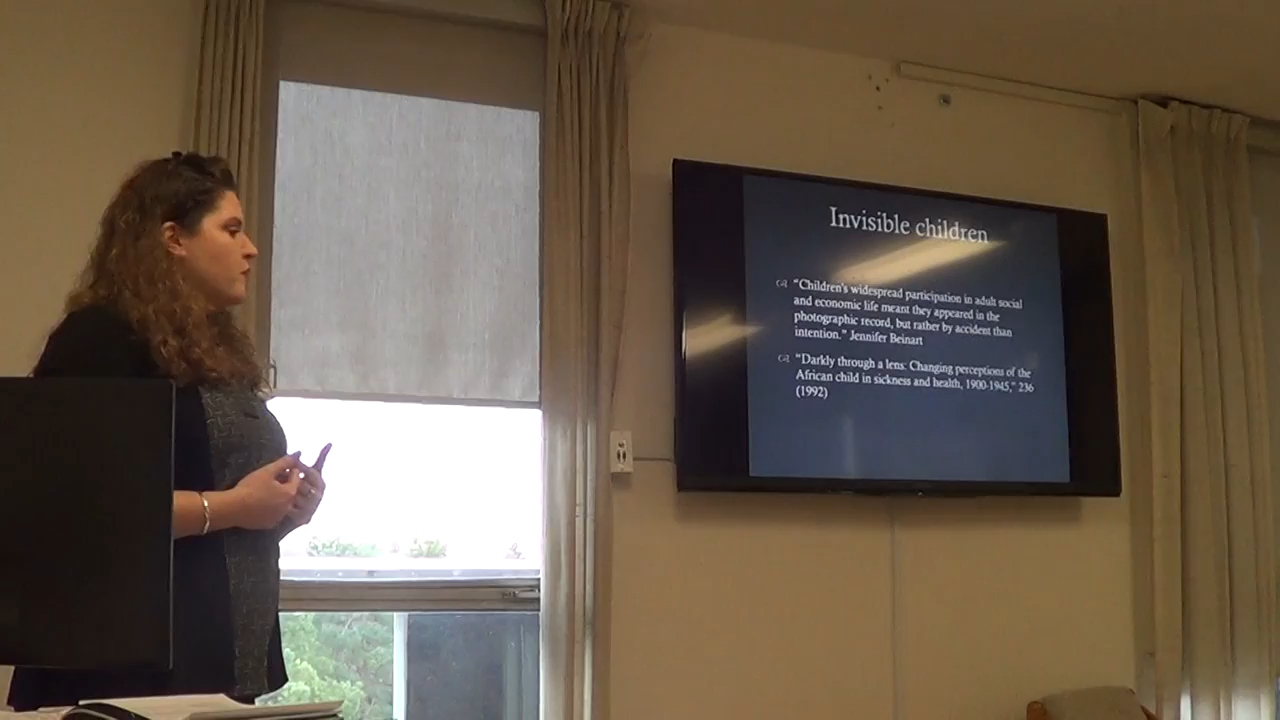 Invisible children
"Children's widespread participation in adult social
and economic life meant they appeared in the
photographic record, but rather by accident than
intention." Jennifer Beinart
"Darkly through a lens: Changing perceptions of the
African child in sickness and health, 1900-1945," 236
(1992)